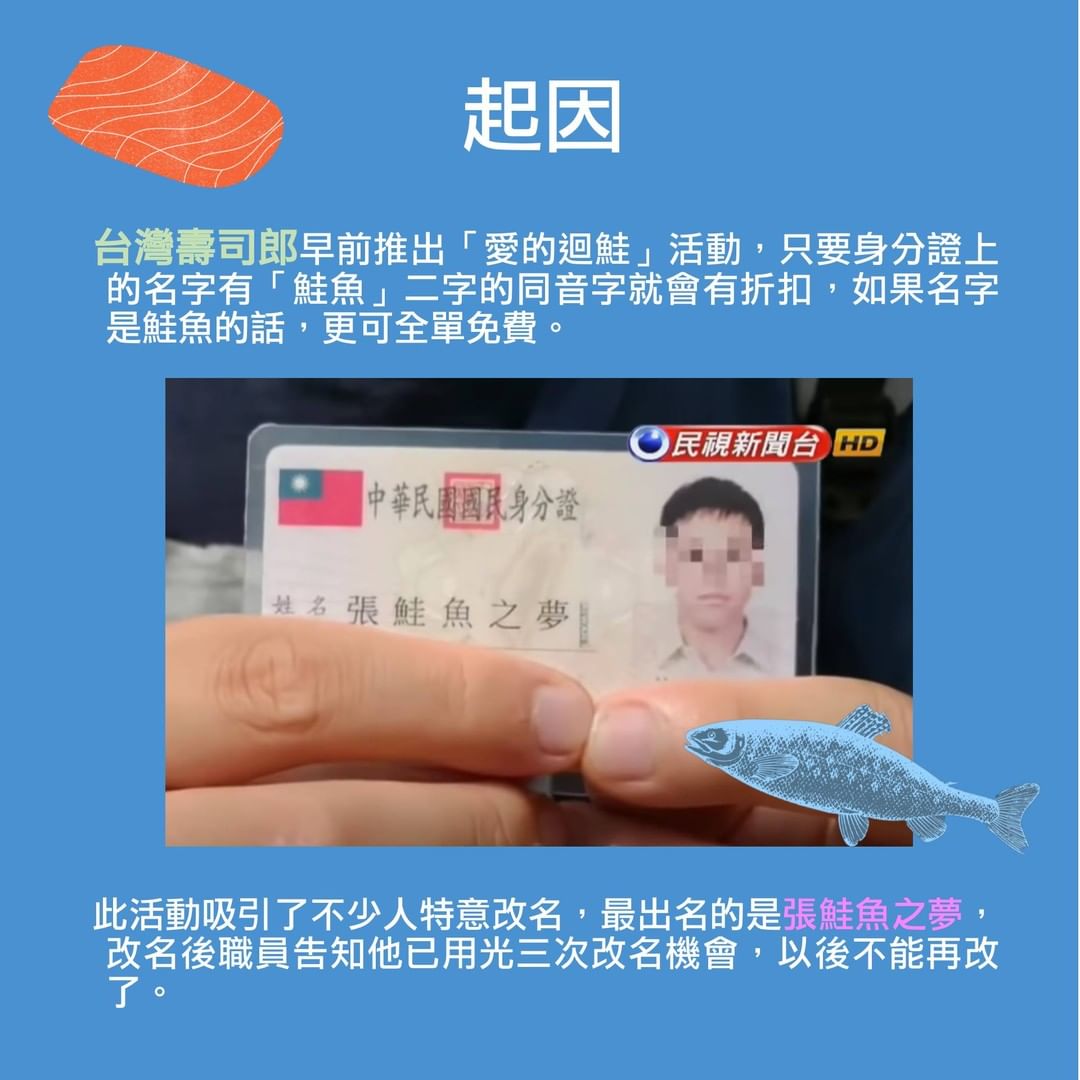 起因
台灣壽司郎早前推出「愛的迴鮭」活動，只要身分證上
的名字有「鮭魚」二字的同音字就會有折扣，如果名字
是鮭魚的話，更可全單免費。
民視新聞台 HD
中華民國國民身分證
姓名 張鮭魚之夢
此活動吸引了不少人特意改名，最出名的是張鮭魚之夢，
改名後職員告知他已用光三次改名機會，以後不能再改
了。